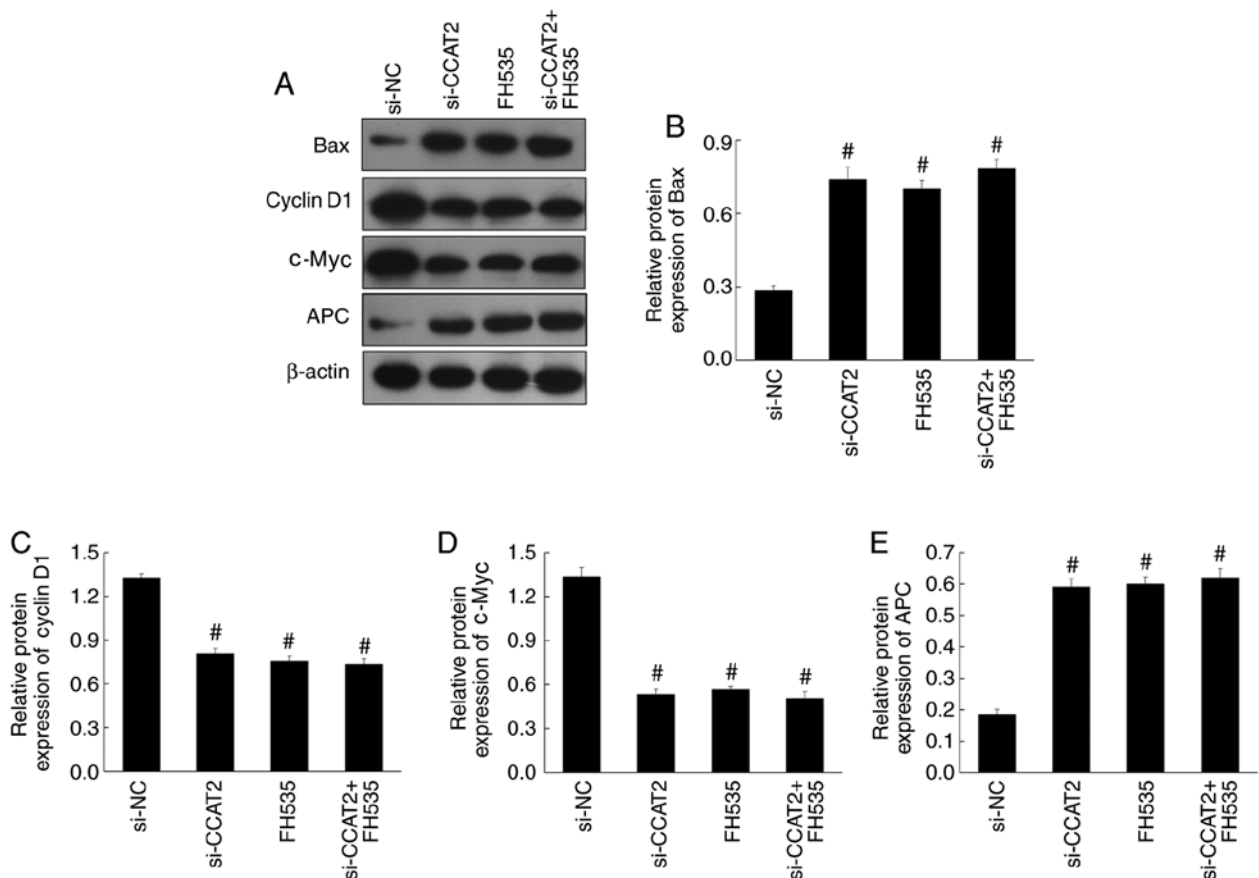 A
si-NC
si-CCAT2
FH535
si-CCAT2+
FH535
Bax
Cyclin D1
c-Myc
APC
β-actin
B
Relative protein
expression of Bax
0.9
0.6
0.3
0.0
#
#
#
si-NC
si-CCAT2
FH535
si-CCAT2+
FH535
C
Relative protein
expression of cyclin D1
1.5
1.2
0.9
0.6
0.3
0.0
#
#
#
si-NC
si-CCAT2
FH535
si-CCAT2+
FH535
D
Relative protein
expression of c-Myc
1.5
1.2
0.9
0.6
0.3
0.0
#
#
#
si-NC
si-CCAT2
FH535
si-CCAT2+
FH535
E
Relative protein
expression of APC
0.7
0.6
0.5
0.4
0.3
0.2
0.1
0.0
#
#
#
si-NC
si-CCAT2
FH535
si-CCAT2+
FH535